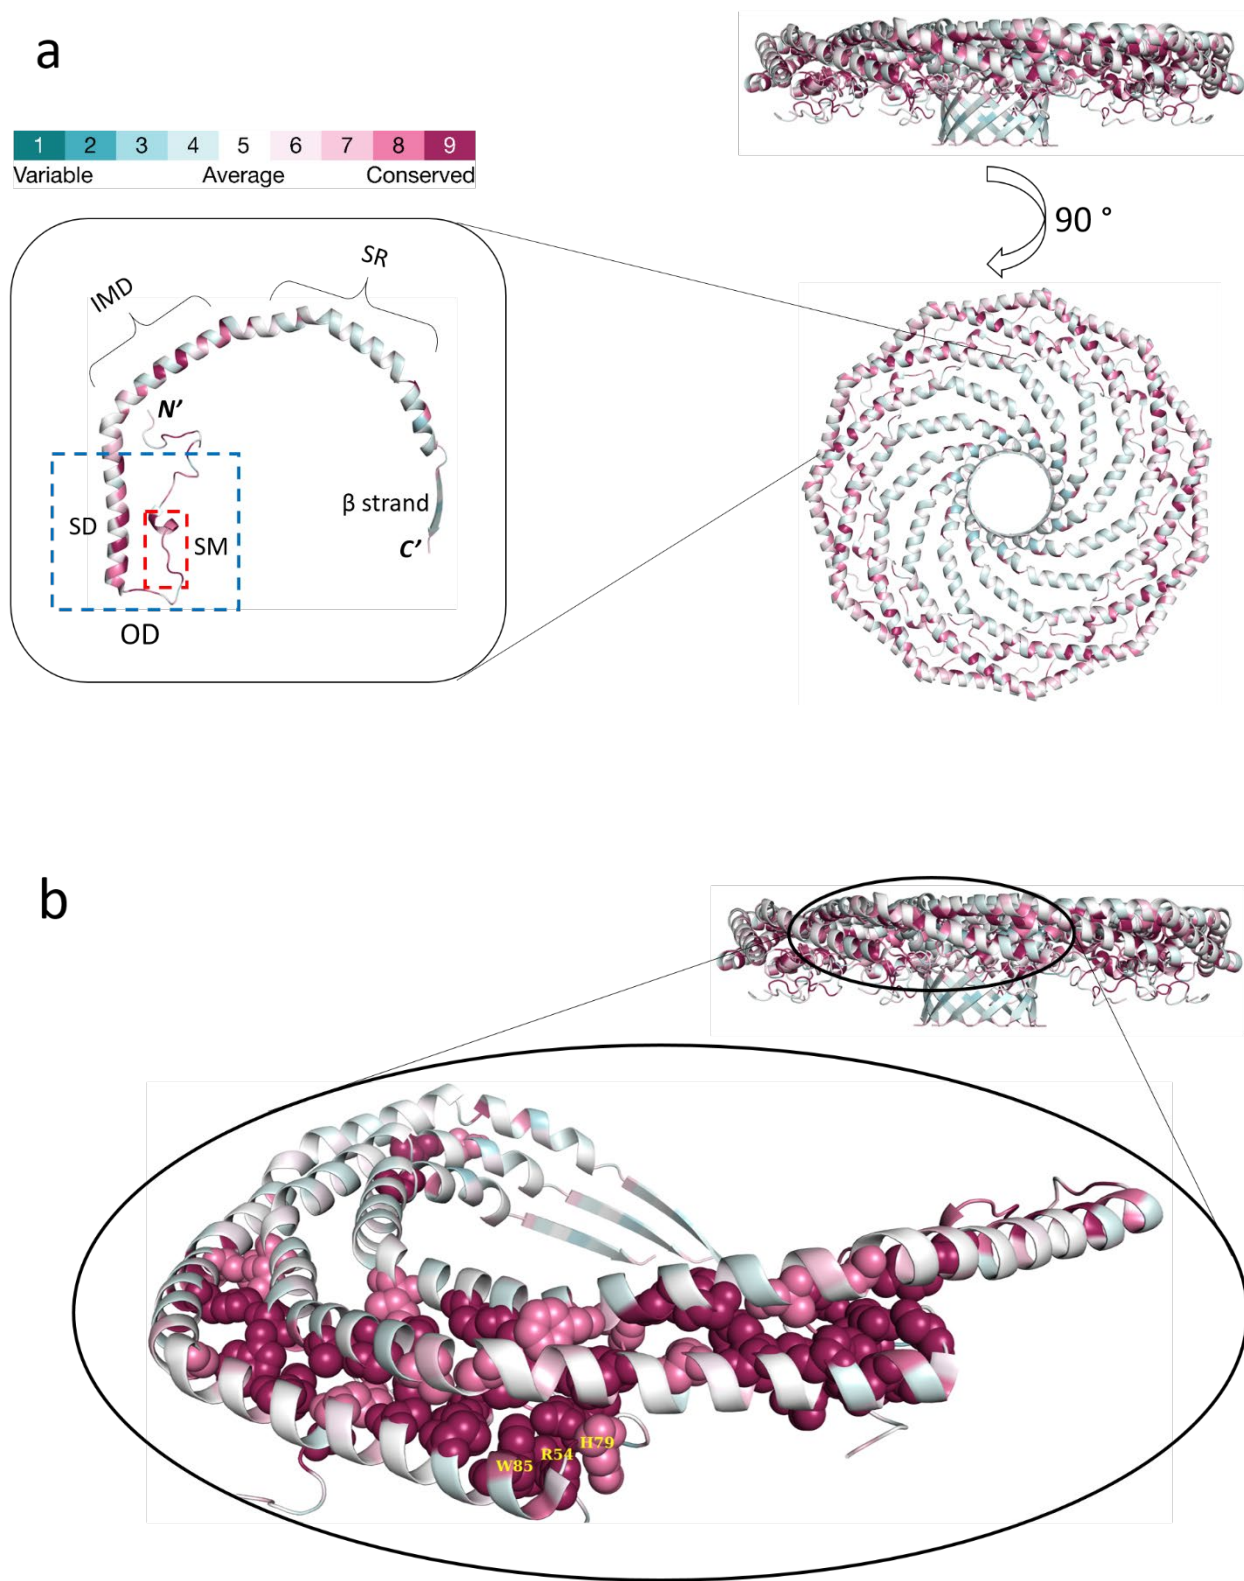 a
1 2 3 4 5 6 7 8 9
Variable Average Conserved
90 °
SR
IMD
N’
β strand
SD
SM
C’
OD
b
H79
R54
W85